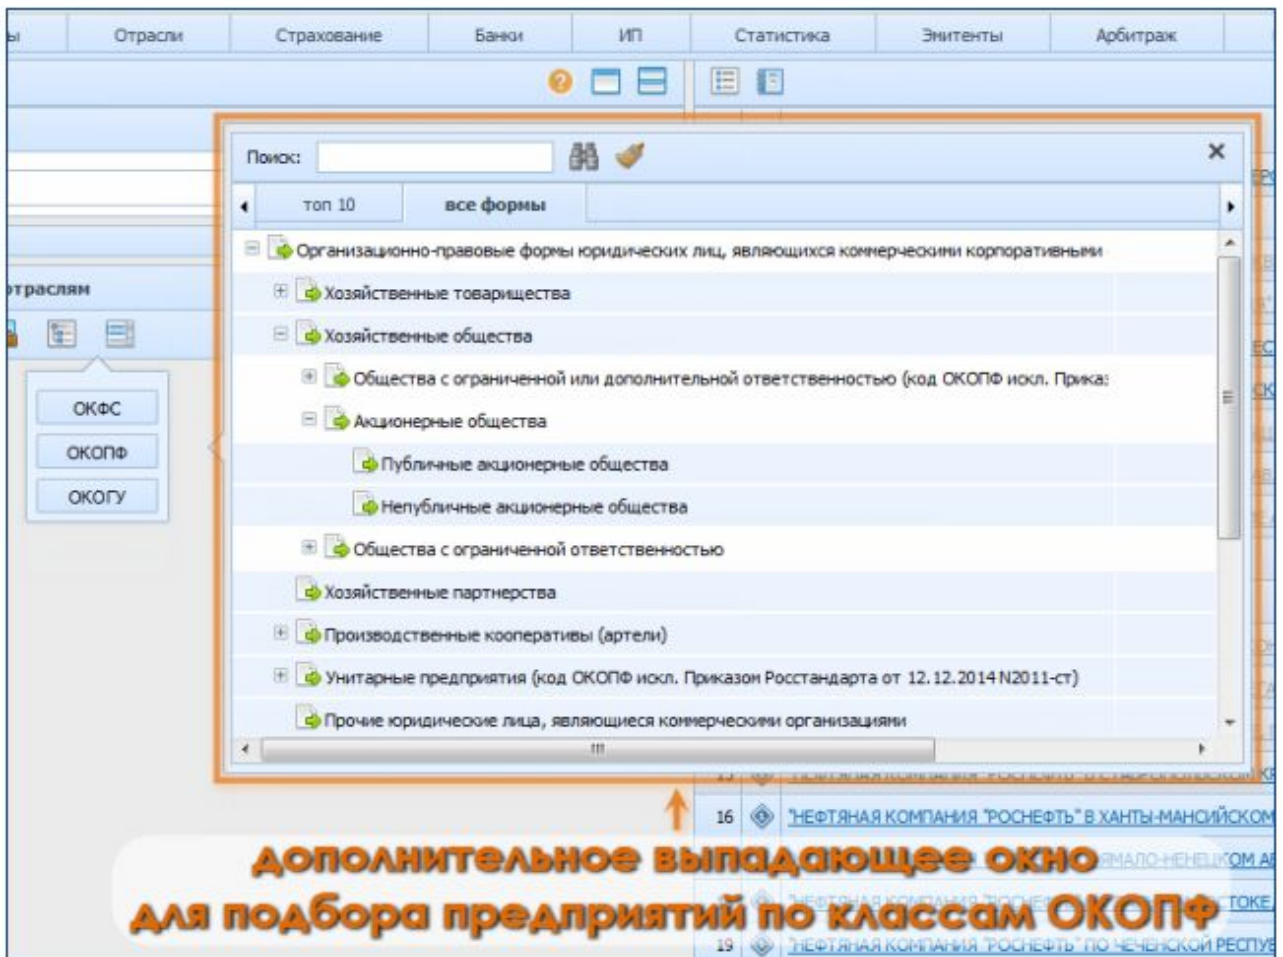 Отрасли Страхование Банки ИП Статистика Эмитенты Арбитраж
Поиск:
топ 10 все формы
Организационно-правовые формы юридических лиц, являющихся коммерческими корпоративными
Хозяйственные товарищества
Хозяйственные общества
Общества с ограниченной или дополнительной ответственностью (код ОКОПФ искл. Приказ
Акционерные общества
Публичные акционерные общества
Непубличные акционерные общества
Общества с ограниченной ответственностью
Хозяйственные партнерства
Производственные кооперативы (артели)
Унитарные предприятия (код ОКОПФ искл. Приказом Росстандарта от 12.12.2014 N2011-ст)
Прочие юридические лица, являющиеся коммерческими организациями
отраслям
ОКФС
ОКОПФ
ОКОГУ
16 "НЕФТЯНАЯ КОМПАНИЯ "РОСНЕФТЬ" В ХАНТЫ-МАНСИЙСКОМ
дополнительное выпадающее окно
для подбора предприятий по классам ОКОПФ
19 "НЕФТЯНАЯ КОМПАНИЯ "РОСНЕФТЬ" ПО ЧЕЧЕНСКОЙ